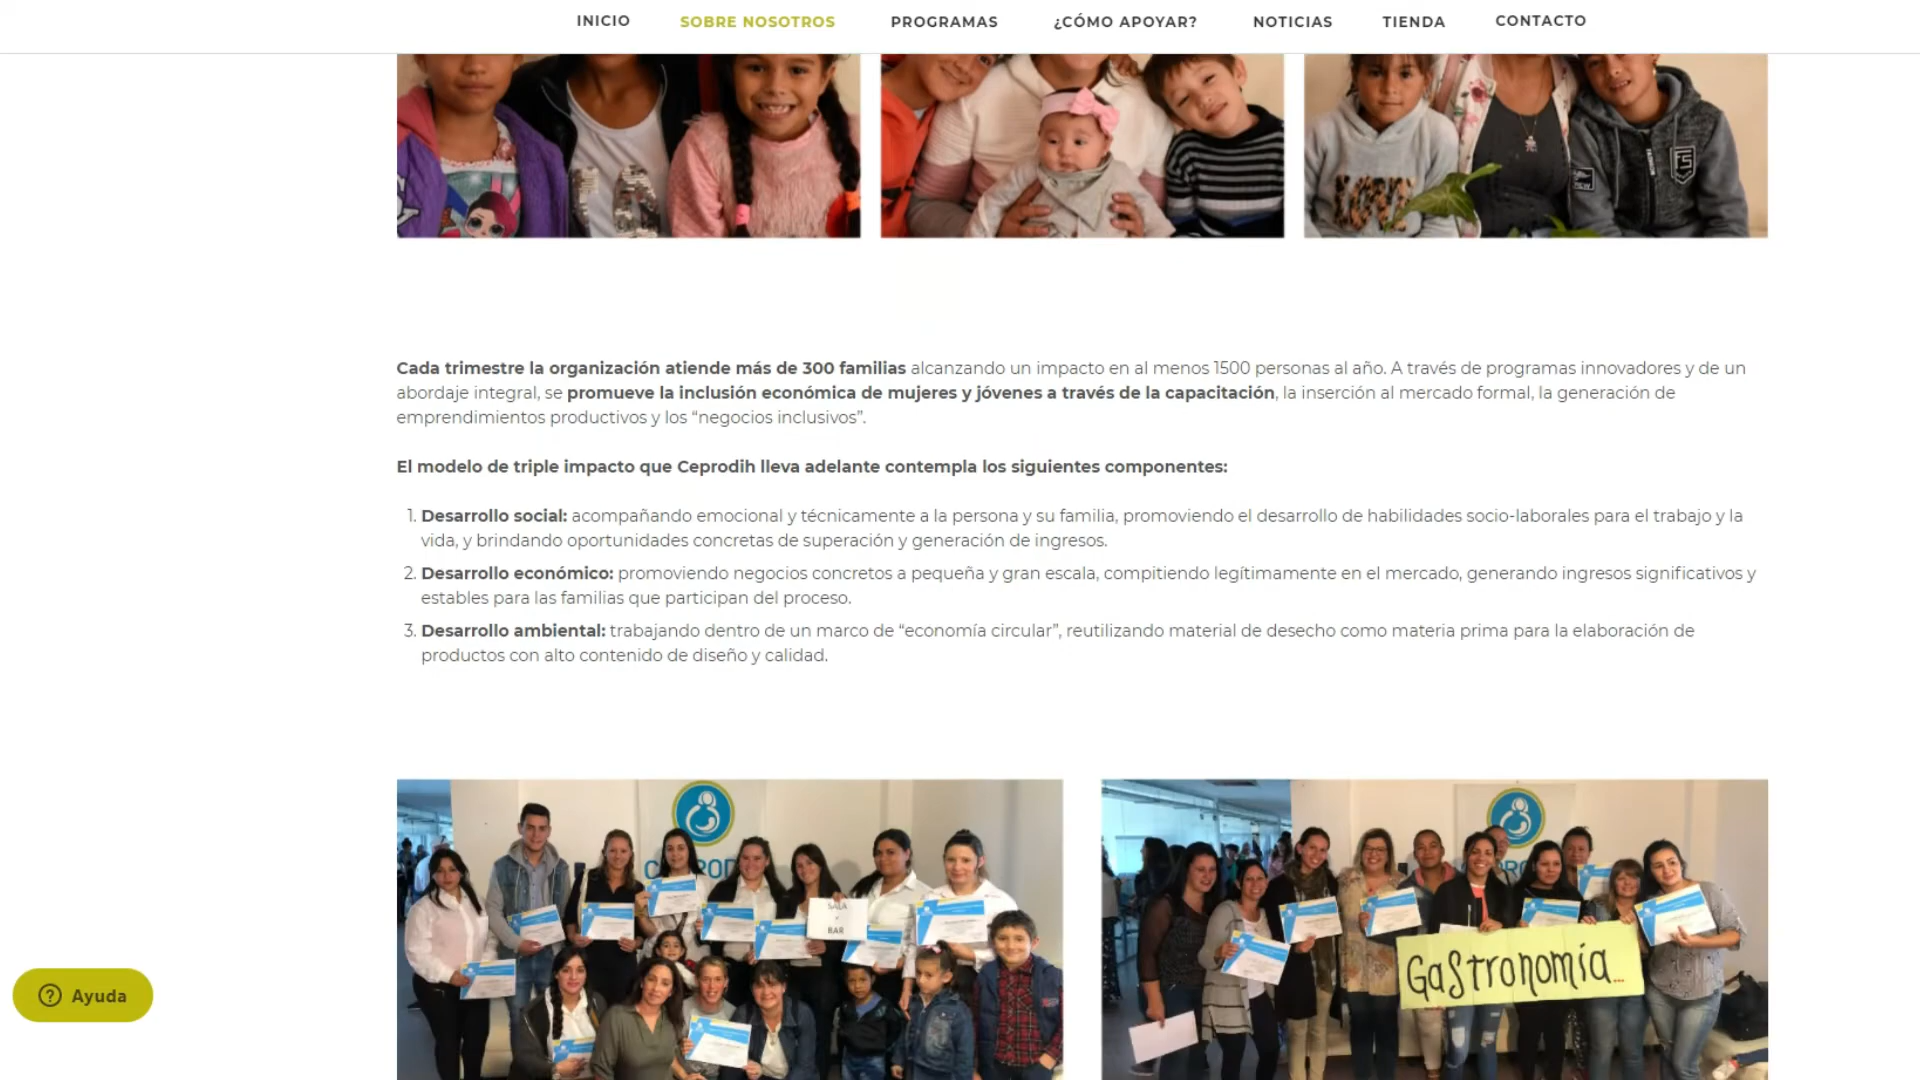 INICIO SOBRE NOSOTROS PROGRAMAS ¿CÓMO APOYAR? NOTICIAS TIENDA CONTACTO
Cada trimestre la organización atiende más de 300 familias alcanzando un impacto en al menos 1500 personas al año. A través de programas innovadores y de un
abordaje integral, se promueve la inclusión económica de mujeres y jóvenes a través de la capacitación, la inserción al mercado formal, la generación de
emprendimientos productivos y los “negocios inclusivos”.
El modelo de triple impacto que Ceprodih lleva adelante contempla los siguientes componentes:
1. Desarrollo social: acompañando emocional y técnicamente a la persona y su familia, promoviendo el desarrollo de habilidades socio-laborales para el trabajo y la
vida, y brindando oportunidades concretas de superación y generación de ingresos.
2. Desarrollo económico: promoviendo negocios concretos a pequeña y gran escala, compitiendo legítimamente en el mercado, generando ingresos significativos y
estables para las familias que participan del proceso.
3. Desarrollo ambiental: trabajando dentro de un marco de “economía circular”, reutilizando material de desecho como materia prima para la elaboración de
productos con alto contenido de diseño y calidad.
SALA
BAR
Gastronomía...
Ayuda